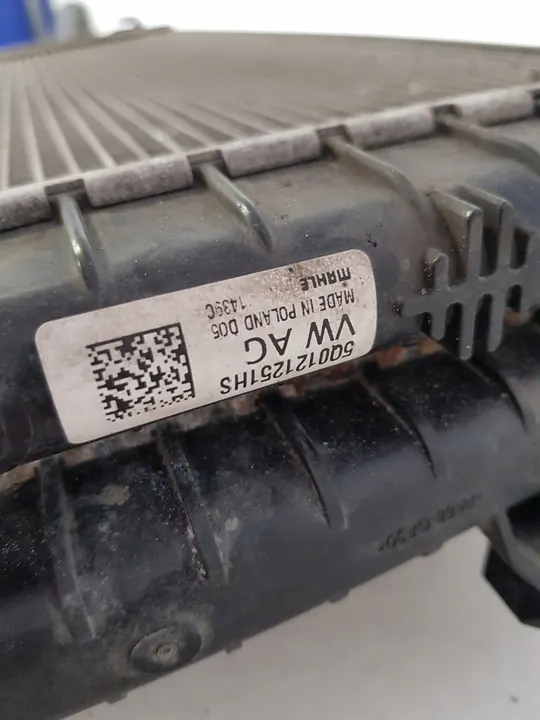 5Q0121251HS
VW AG
MADE IN POLAND D05
1439C
MAHLE